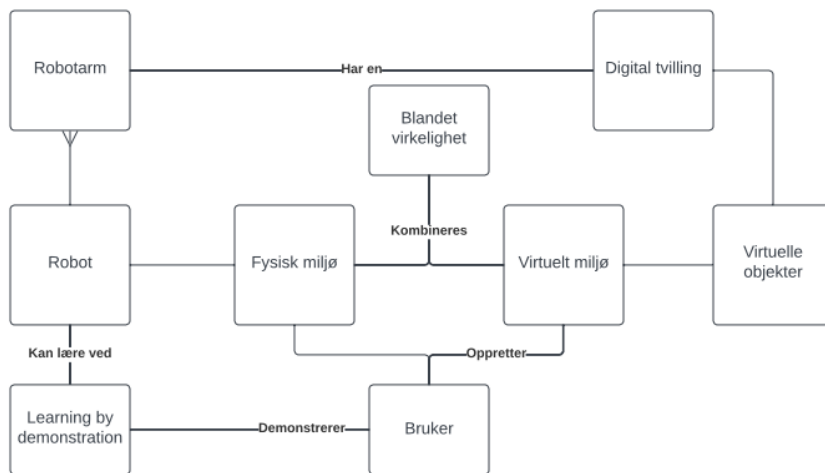 Robotarm
Har en
Digital tvilling
Blandet
virkelighet
Kombineres
Robot
Fysisk miljø
Virtuelt miljø
Virtuelle
objekter
Kan lære ved
Oppretter
Learning by
demonstration
Demonstrerer
Bruker